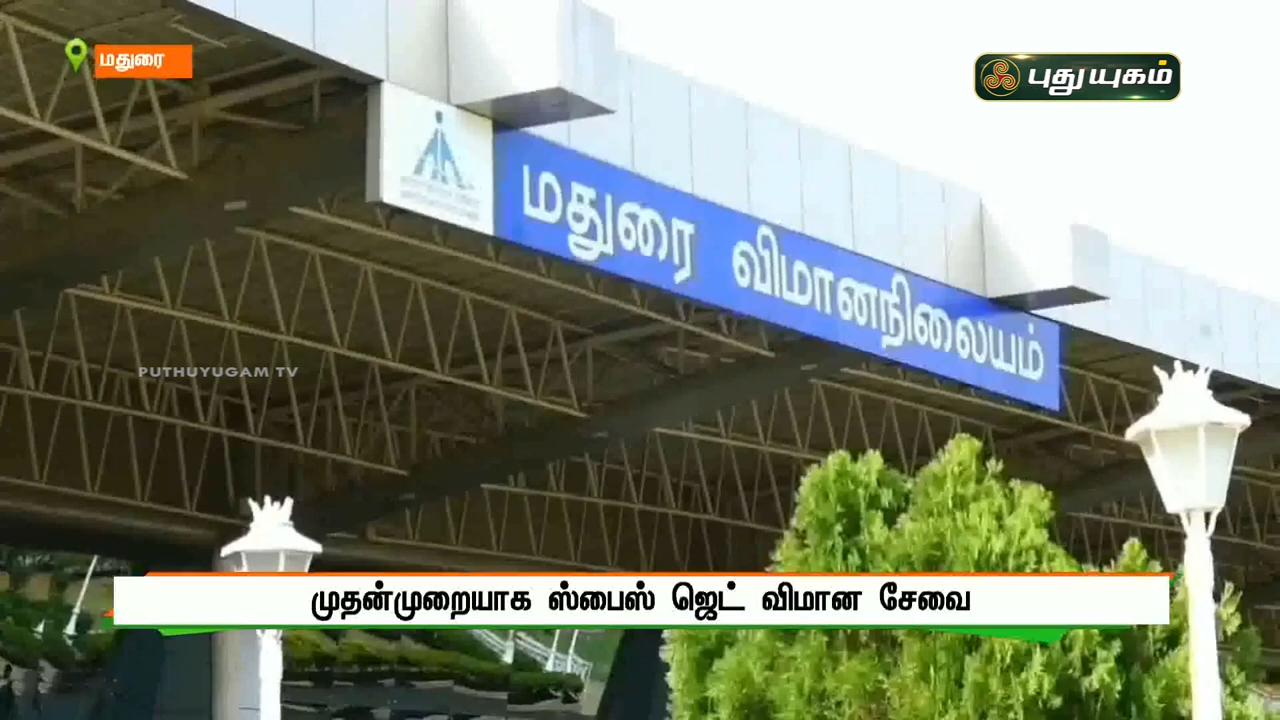 மதுரை
புதுயுகம்
மதுரை விமானநிலையம்
PUTHUYUGAM TV
முதன்முறையாக ஸ்பைஸ் ஜெட் விமான சேவை